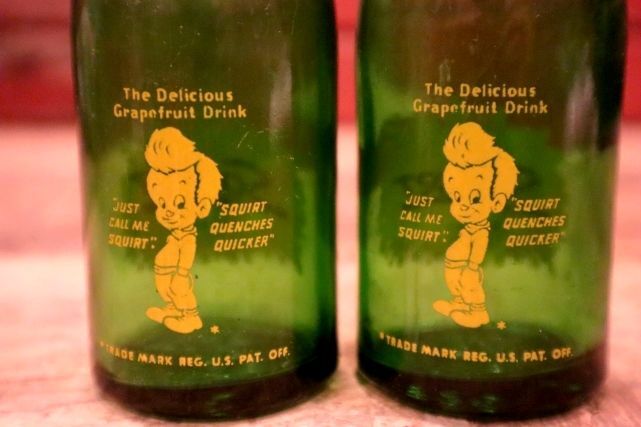 The Delicious
Grapefruit Drink
"JUST
CALL ME
SQUIRT".
"SQUIRT
QUENCHES
QUICKER"
*
* TRADE MARK REG. U.S. PAT. OFF.
The Delicious
Grapefruit Drink
"JUST
CALL ME
SQUIRT".
"SQUIRT
QUENCHES
QUICKER"
*
* TRADE MARK REG. U.S. PAT. OFF.